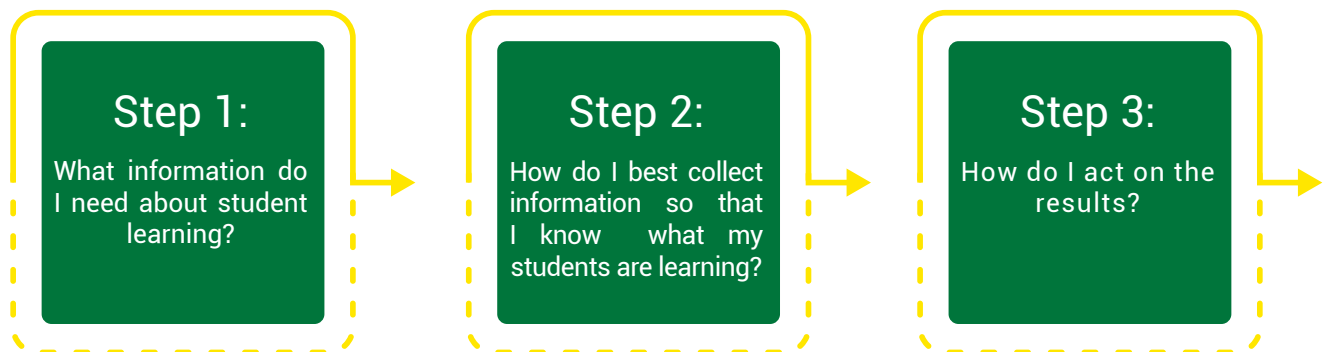 Step 1:
What information do
I need about student
learning?
Step 2:
How do I best collect
information so that
I know what my
students are learning?
Step 3:
How do I act on the
results?